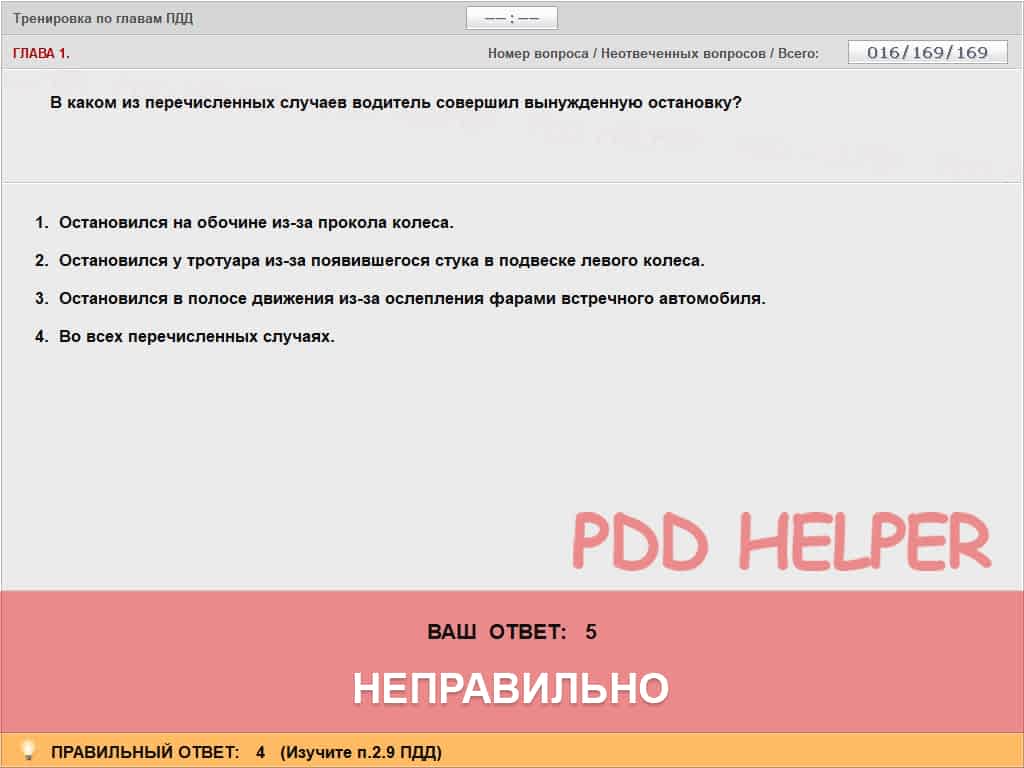 Тренировка по главам ПДД
—— : ——
ГЛАВА 1.
Номер вопроса / Неотвеченных вопросов / Всего: 016/169/169
В каком из перечисленных случаев водитель совершил вынужденную остановку?
1. Остановился на обочине из-за прокола колеса.
2. Остановился у тротуара из-за появившегося стука в подвеске левого колеса.
3. Остановился в полосе движения из-за ослепления фарами встречного автомобиля.
4. Во всех перечисленных случаях.
PDD HELPER
ВАШ ОТВЕТ: 5
НЕПРАВИЛЬНО
ПРАВИЛЬНЫЙ ОТВЕТ: 4 (Изучите п.2.9 ПДД)